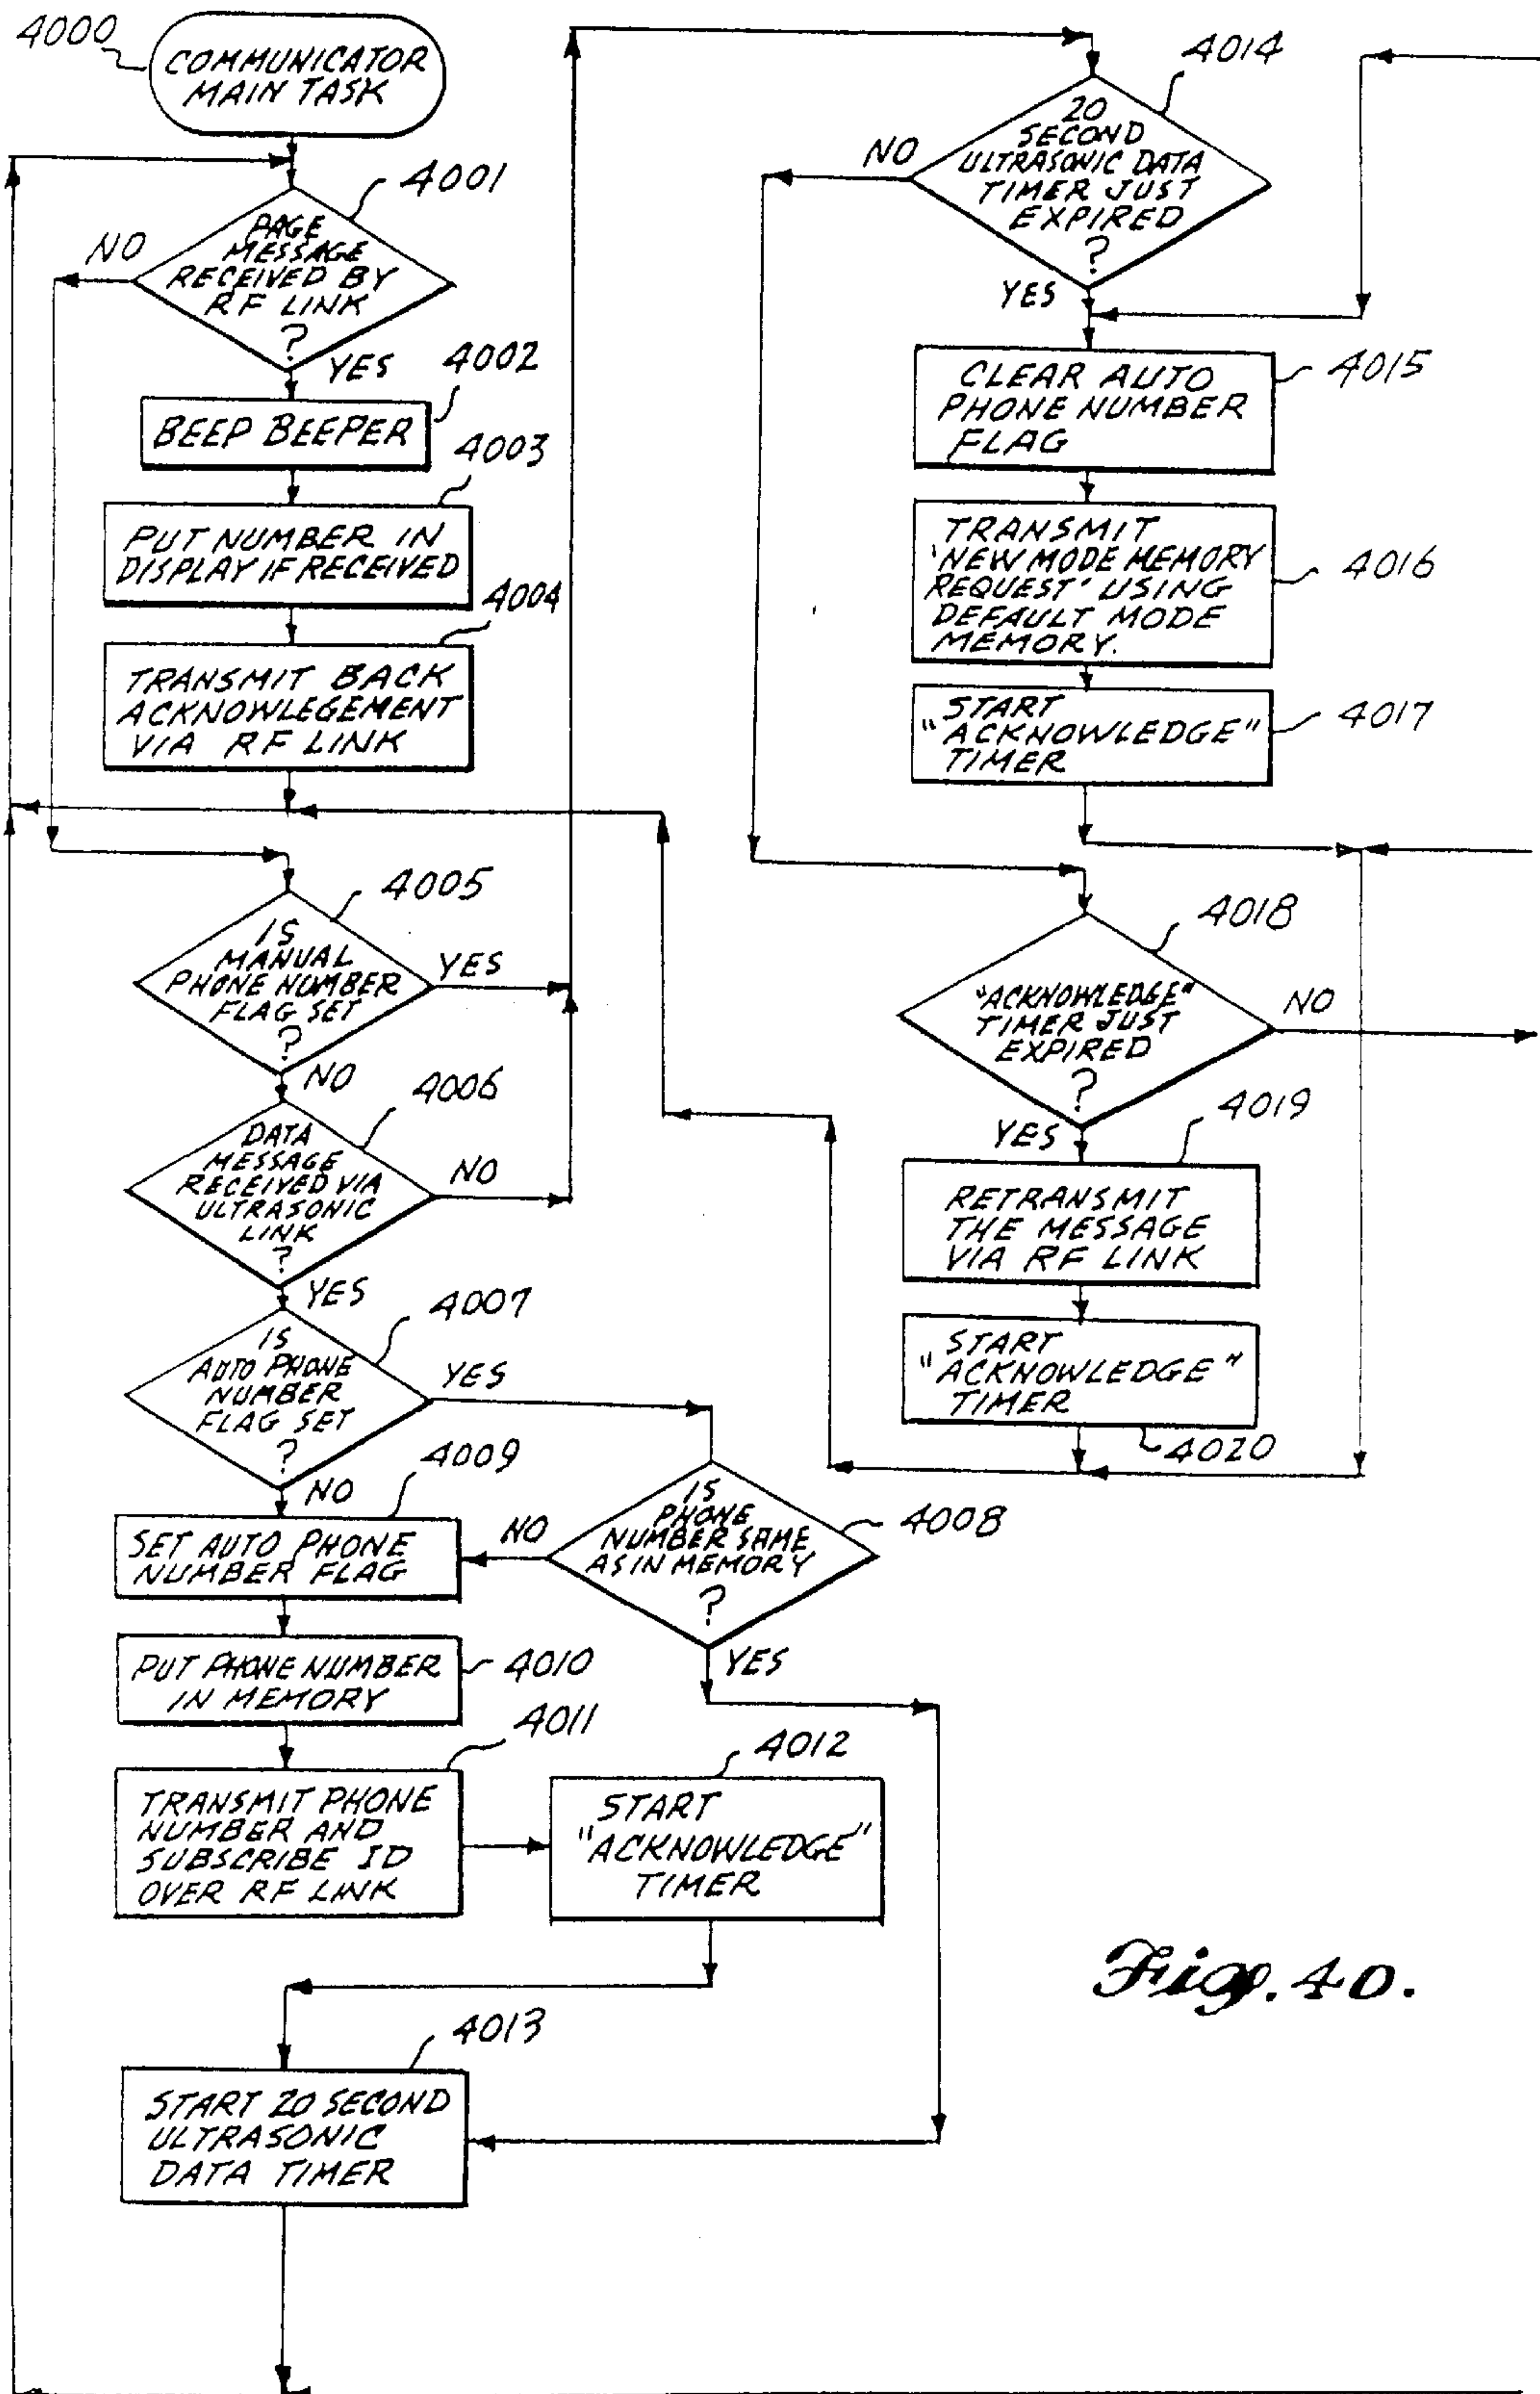 4000
COMMUNICATOR
MAIN TASK
4001
PAGE
MESSAGE
RECEIVED BY
RF LINK
?
NO
YES
4002
BEEP BEEPER
4003
PUT NUMBER IN
DISPLAY IF RECEIVED
4004
TRANSMIT BACK
ACKNOWLEGEMENT
VIA RF LINK
4005
IS
MANUAL
PHONE NUMBER
FLAG SET
?
YES
NO
4006
DATA
MESSAGE
RECEIVED VIA
ULTRASONIC
LINK
?
NO
YES
4007
IS
AUTO PHONE
NUMBER
FLAG SET
?
YES
NO
4009
SET AUTO PHONE
NUMBER FLAG
NO
IS
PHONE
NUMBER SAME
AS IN MEMORY
?
4008
YES
PUT PHONE NUMBER
IN MEMORY
4010
4011
TRANSMIT PHONE
NUMBER AND
SUBSCRIBE ID
OVER RF LINK
4012
START
"ACKNOWLEDGE"
TIMER
4013
START 20 SECOND
ULTRASONIC
DATA TIMER
4014
20
SECOND
ULTRASONIC DATA
TIMER JUST
EXPIRED
?
NO
YES
CLEAR AUTO
PHONE NUMBER
FLAG
4015
TRANSMIT
'NEW MODE MEMORY
REQUEST' USING
DEFAULT MODE
MEMORY.
4016
START
"ACKNOWLEDGE"
TIMER
4017
4018
"ACKNOWLEDGE"
TIMER JUST
EXPIRED
?
NO
YES
4019
RETRANSMIT
THE MESSAGE
VIA RF LINK
START
"ACKNOWLEDGE"
TIMER
4020
Fig. 40.